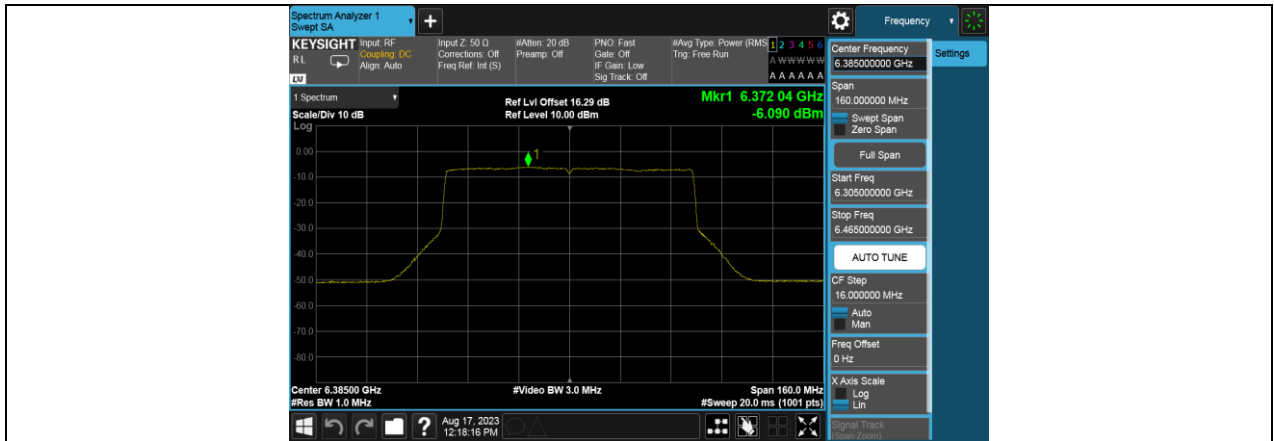 Spectrum Analyzer 1
Swept SA
Frequency
KEYSIGHT
RL
LXI
Input: RF
Coupling: DC
Align: Auto
Input Z: 50 Ω
Corrections: Off
Freq Ref: Int (S)
#Atten: 20 dB
Preamp: Off
PNO: Fast
Gate: Off
IF Gain: Low
Sig Track: Off
#Avg Type: Power (RMS
Trig: Free Run
1 2 3 4 5 6
A W W W W W
A A A A A A
1 Spectrum
Scale/Div 10 dB
Ref Lvl Offset 16.29 dB
Ref Level 10.00 dBm
Mkr1 6.372 04 GHz
-6.090 dBm
Log
0.00
-10.0
-20.0
-30.0
-40.0
-50.0
-60.0
-70.0
-80.0
1
Center 6.38500 GHz
#Res BW 1.0 MHz
#Video BW 3.0 MHz
Span 160.0 MHz
#Sweep 20.0 ms (1001 pts)
?
Aug 17, 2023
12:18:16 PM
Center Frequency
6.385000000 GHz
Settings
Span
160.000000 MHz
Swept Span
Zero Span
Full Span
Start Freq
6.305000000 GHz
Stop Freq
6.465000000 GHz
AUTO TUNE
CF Step
16.000000 MHz
Auto
Man
Freq Offset
0 Hz
X Axis Scale
Log
Lin
Signal Track
(Span Zoom)